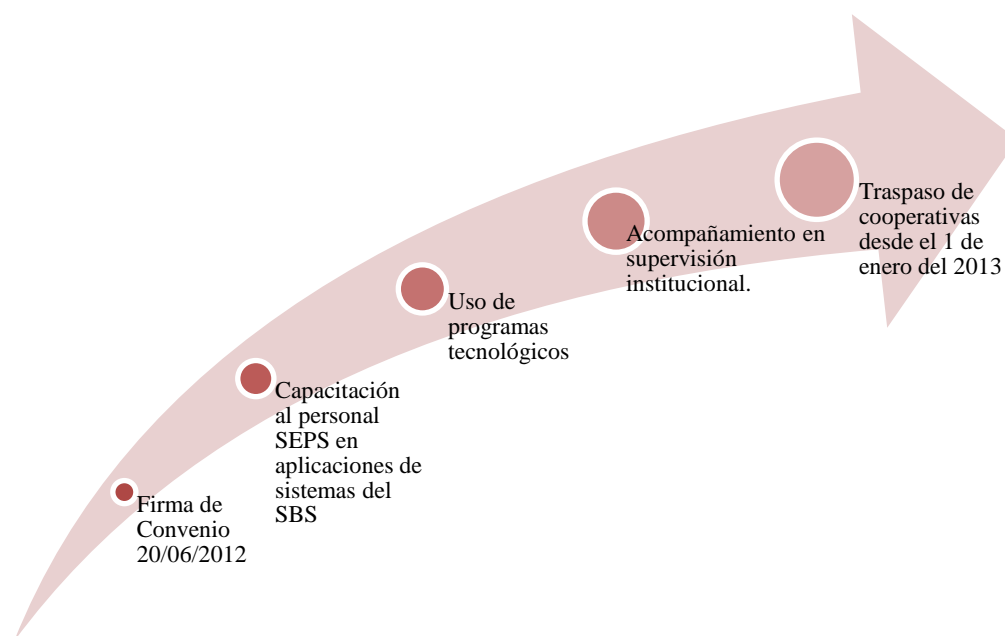 Firma de
Convenio
20/06/2012
Capacitación
al personal
SEPS en
aplicaciones de
sistemas del
SBS
Uso de
programas
tecnológicos
Acompañamiento en
supervisión
institucional.
Traspaso de
cooperativas
desde el 1 de
enero del 2013